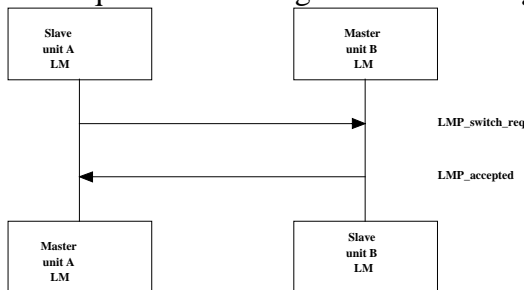 Slave
unit A
LM
Master
unit B
LM
LMP_switch_req
LMP_accepted
Master
unit A
LM
Slave
unit B
LM